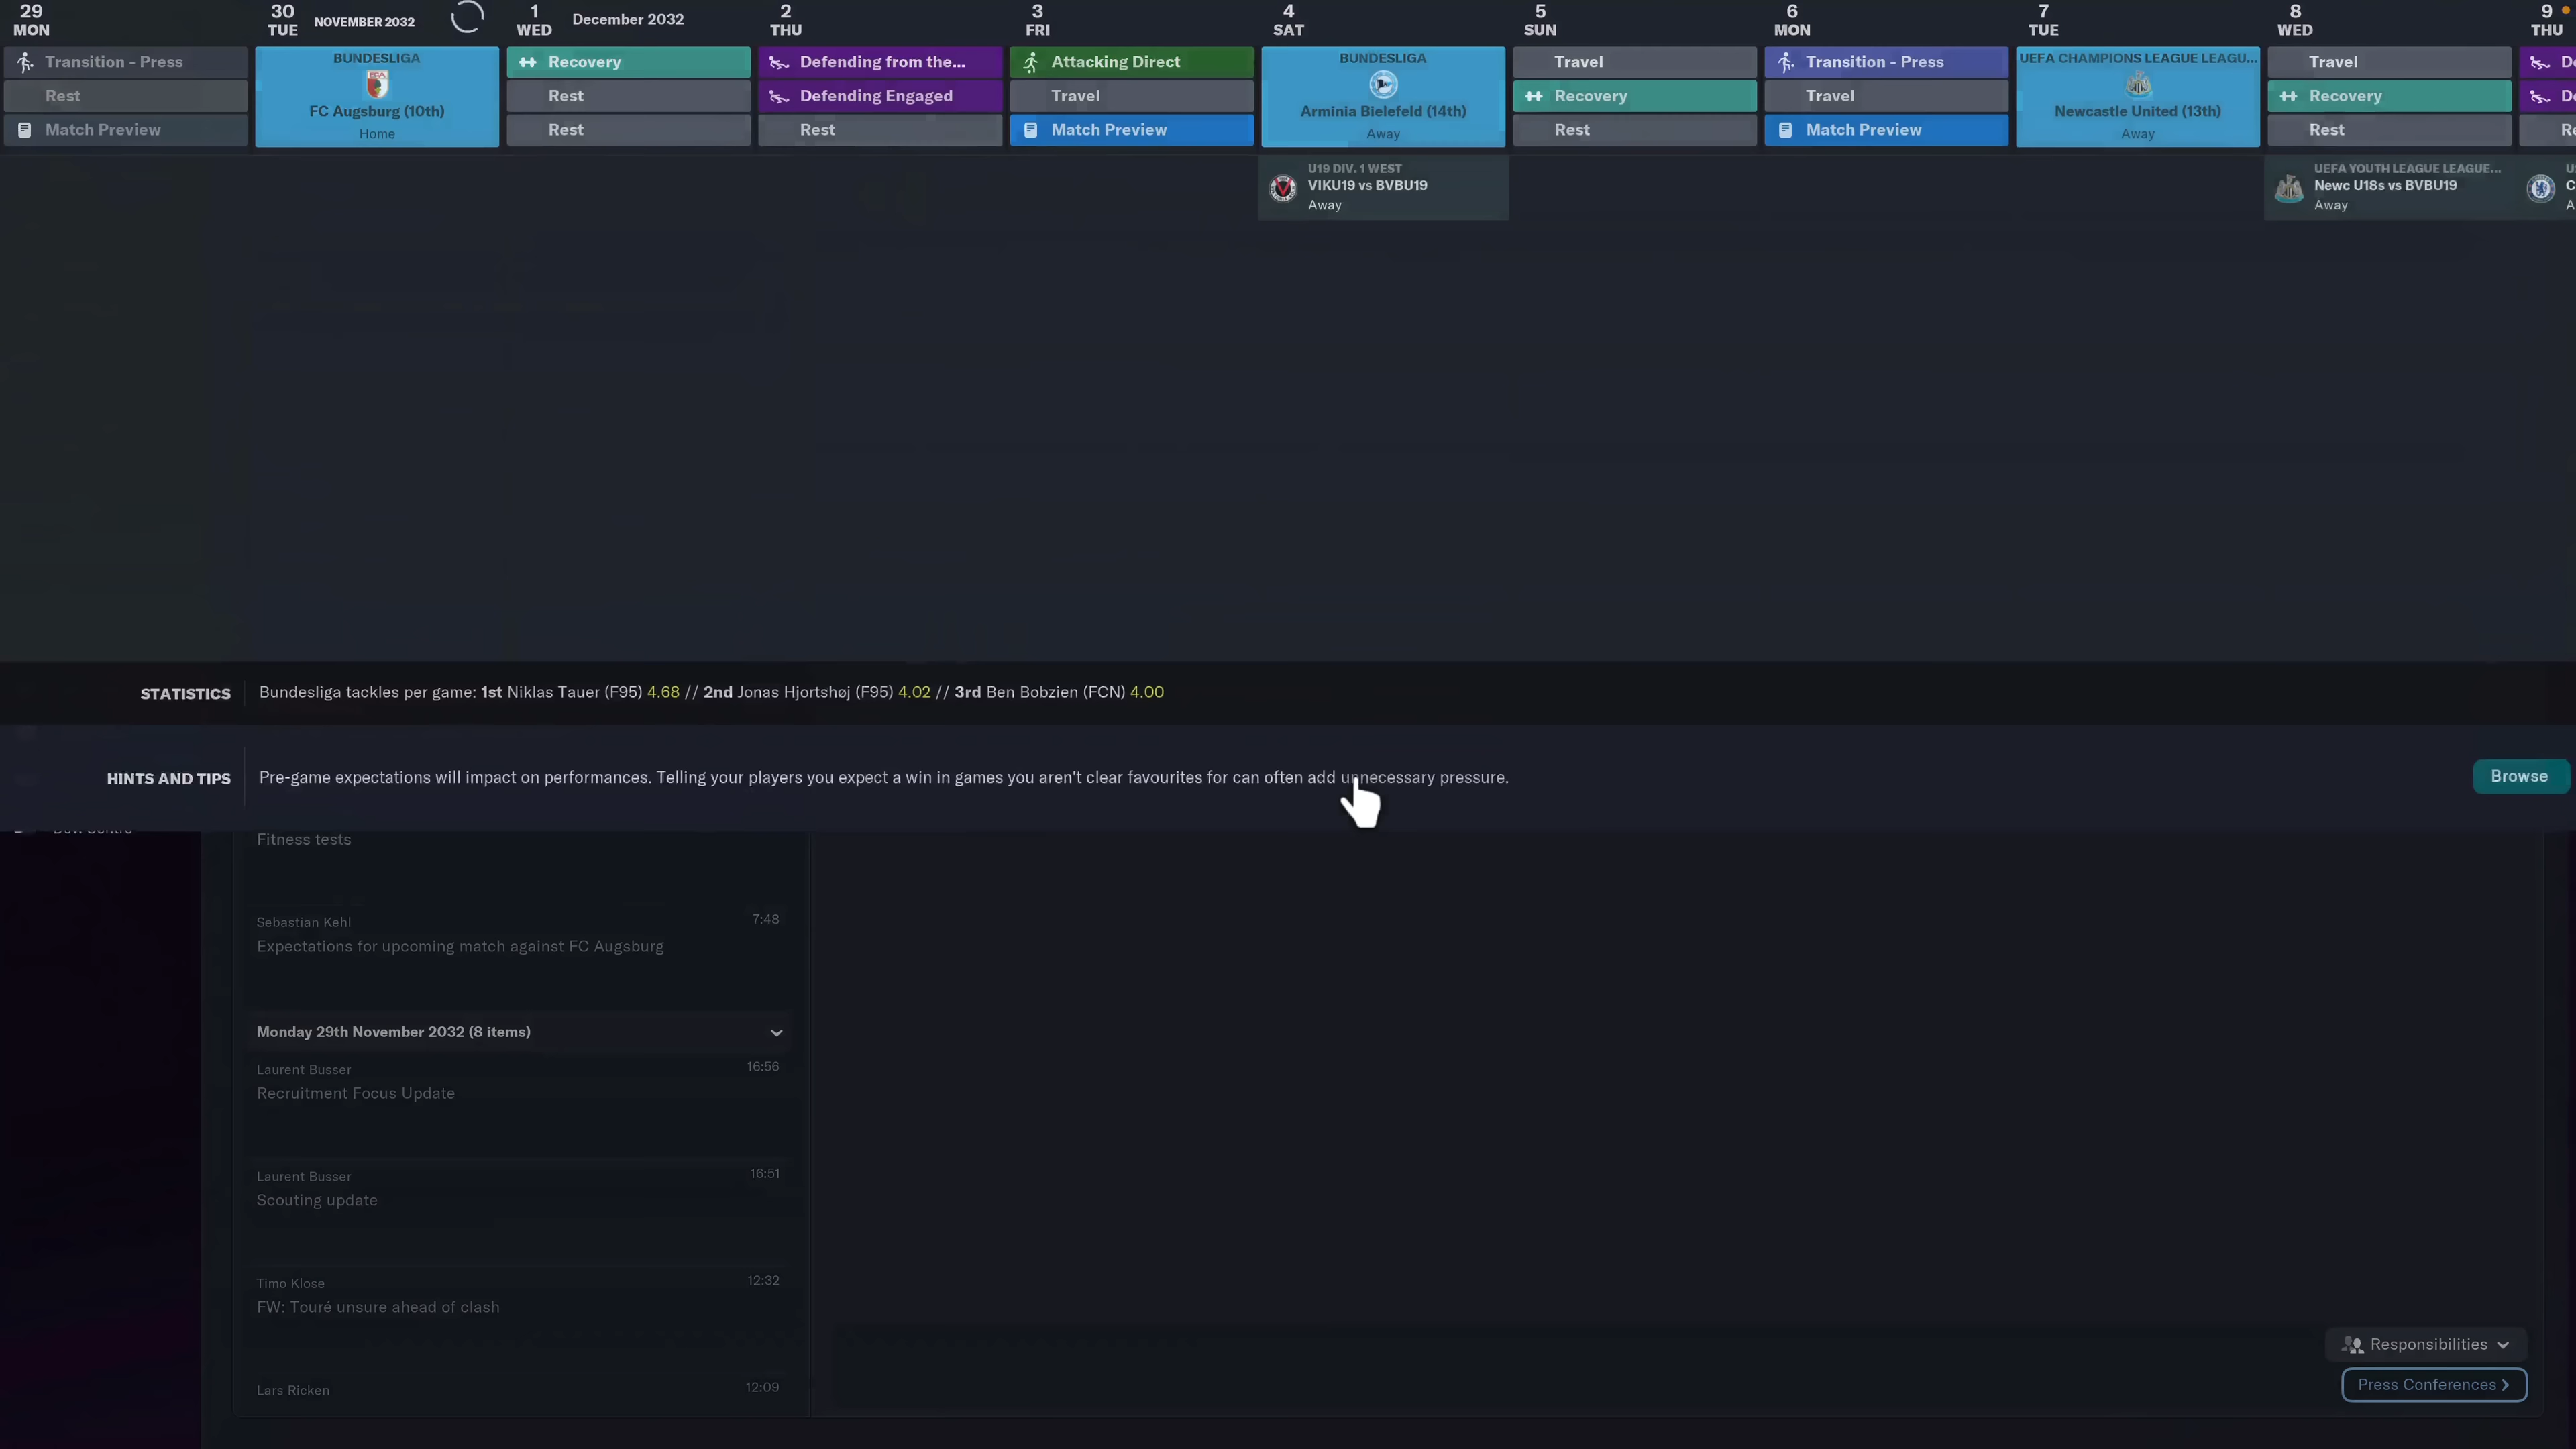 29
MON
30
TUE
NOVEMBER 2032
1
WED
December 2032
2
THU
3
FRI
4
SAT
5
SUN
6
MON
7
TUE
8
WED
9
THU
Transition - Press
Rest
Match Preview
BUNDESLIGA
FC Augsburg (10th)
Home
Recovery
Rest
Rest
Defending from the...
Defending Engaged
Rest
Attacking Direct
Travel
Match Preview
BUNDESLIGA
Arminia Bielefeld (14th)
Away
Travel
Recovery
Rest
Transition - Press
Travel
Match Preview
UEFA CHAMPIONS LEAGUE LEAGU...
Newcastle United (13th)
Away
Travel
Recovery
Rest
U19 DIV. 1 WEST
VIKU19 vs BVBU19
Away
UEFA YOUTH LEAGUE LEAGUE...
Newc U18s vs BVBU19
Away
STATISTICS
Bundesliga tackles per game: 1st Niklas Tauer (F95) 4.68 // 2nd Jonas Hjortshøj (F95) 4.02 // 3rd Ben Bobzien (FCN) 4.00
HINTS AND TIPS
Pre-game expectations will impact on performances. Telling your players you expect a win in games you aren't clear favourites for can often add unnecessary pressure.
Browse
Fitness tests
Sebastian Kehl 7:48
Expectations for upcoming match against FC Augsburg
Monday 29th November 2032 (8 items)
Laurent Busser 16:56
Recruitment Focus Update
Laurent Busser 16:51
Scouting update
Timo Klose 12:32
FW: Touré unsure ahead of clash
Lars Ricken 12:09
Responsibilities
Press Conferences